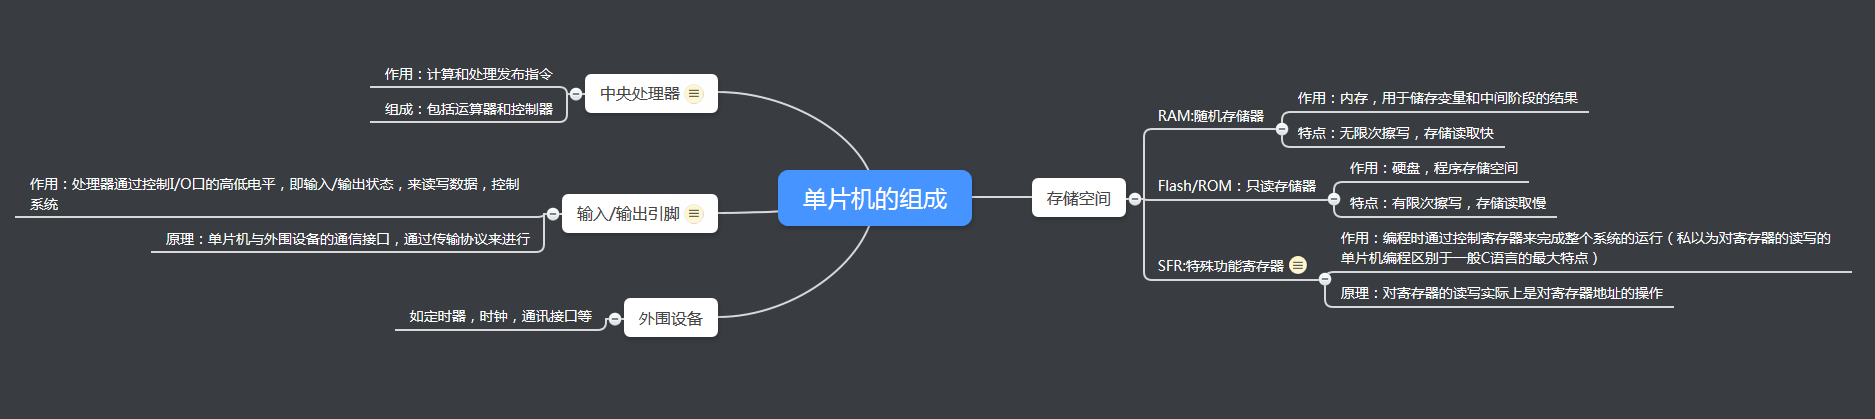 单片机的组成
中央处理器
作用：计算和处理发布指令
组成：包括运算器和控制器
输入/输出引脚
作用：处理器通过控制I/O口的高低电平，即输入/输出状态，来读写数据，控制
系统
原理：单片机与外围设备的通信接口，通过传输协议来进行
外围设备
如定时器，时钟，通讯接口等
存储空间
RAM:随机存储器
作用：内存，用于储存变量和中间阶段的结果
特点：无限次擦写，存储读取快
Flash/ROM：只读存储器
作用：硬盘，程序存储空间
特点：有限次擦写，存储读取慢
SFR:特殊功能寄存器
作用：编程时通过控制寄存器来完成整个系统的运行（私以为对寄存器的读写的
单片机编程区别于一般C语言的最大特点）
原理：对寄存器的读写实际上是对寄存器地址的操作